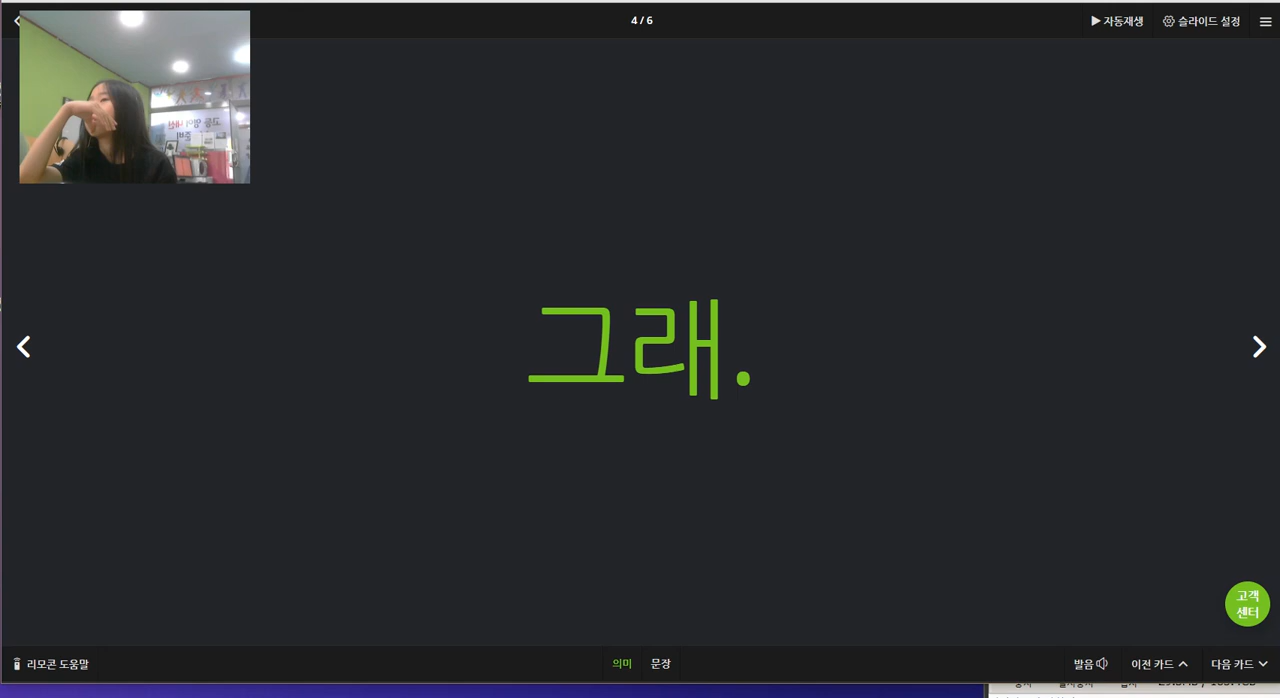 4 / 6
▶ 자동재생
슬라이드 설정
그래.
고객
센터
리모콘 도움말
의미
문장
발음
이전 카드
다음 카드